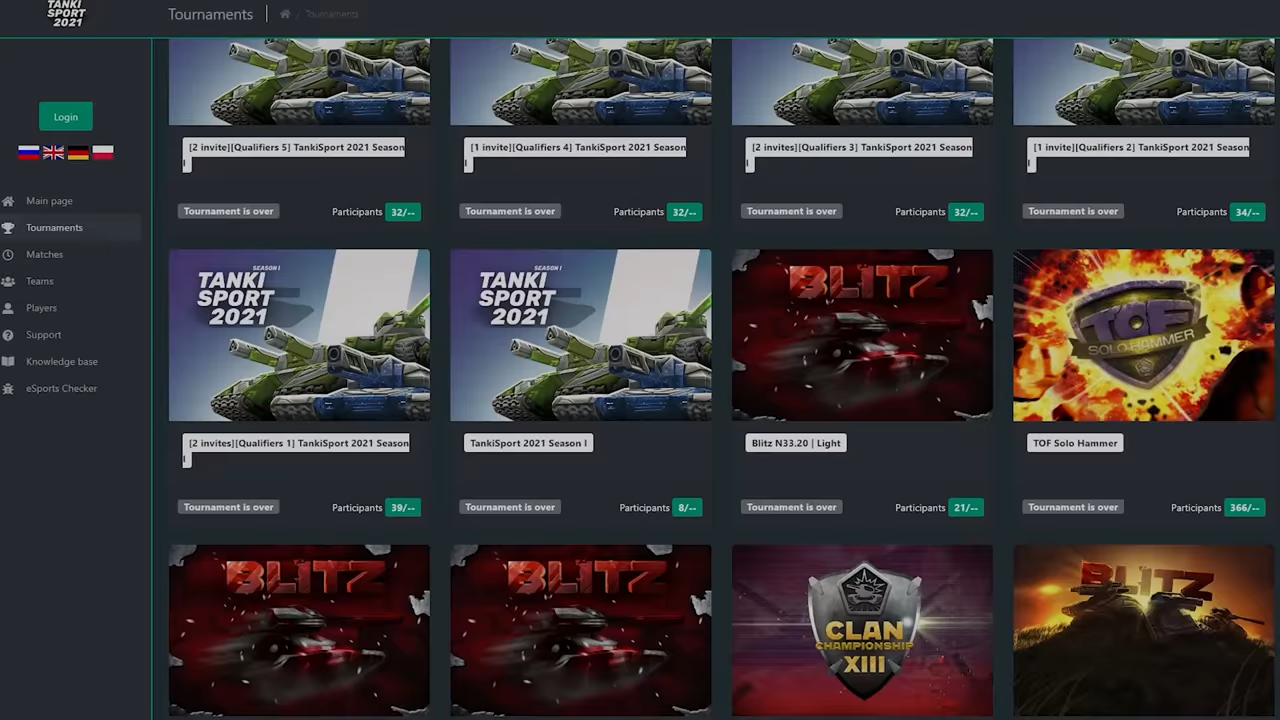 TANKI
SPORT
2021
Tournaments
Tournaments
Login
Main page
Tournaments
Matches
Teams
Players
Support
Knowledge base
eSports Checker
[2 invite][Qualifiers 5] TankiSport 2021 Season
I
Tournament is over
Participants 32/--
[1 invite][Qualifiers 4] TankiSport 2021 Season
I
Tournament is over
Participants 32/--
[2 invites][Qualifiers 3] TankiSport 2021 Season
I
Tournament is over
Participants 32/--
[1 invite][Qualifiers 2] TankiSport 2021 Season
I
Tournament is over
Participants 34/--
SEASON I
TANKI
SPORT
2021
[2 invites][Qualifiers 1] TankiSport 2021 Season
I
Tournament is over
Participants 39/--
SEASON I
TANKI
SPORT
2021
TankiSport 2021 Season I
Tournament is over
Participants 8/--
BLITZ
Blitz N33.20 | Light
Tournament is over
Participants 21/--
TOF
SOLO HAMMER
TOF Solo Hammer
Tournament is over
Participants 366/--
BLITZ
BLITZ
CLAN
CHAMPIONSHIP
XIII
BLITZ